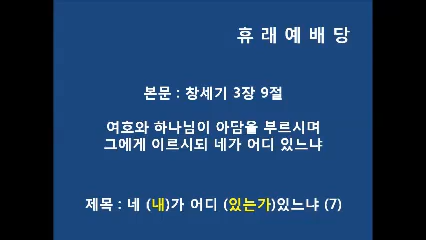 휴 래 예 배 당
본문 : 창세기 3장 9절
여호와 하나님이 아담을 부르시며
그에게 이르시되 네가 어디 있느냐
제목 : 네 (내)가 어디 (있는가)있느냐 (7)